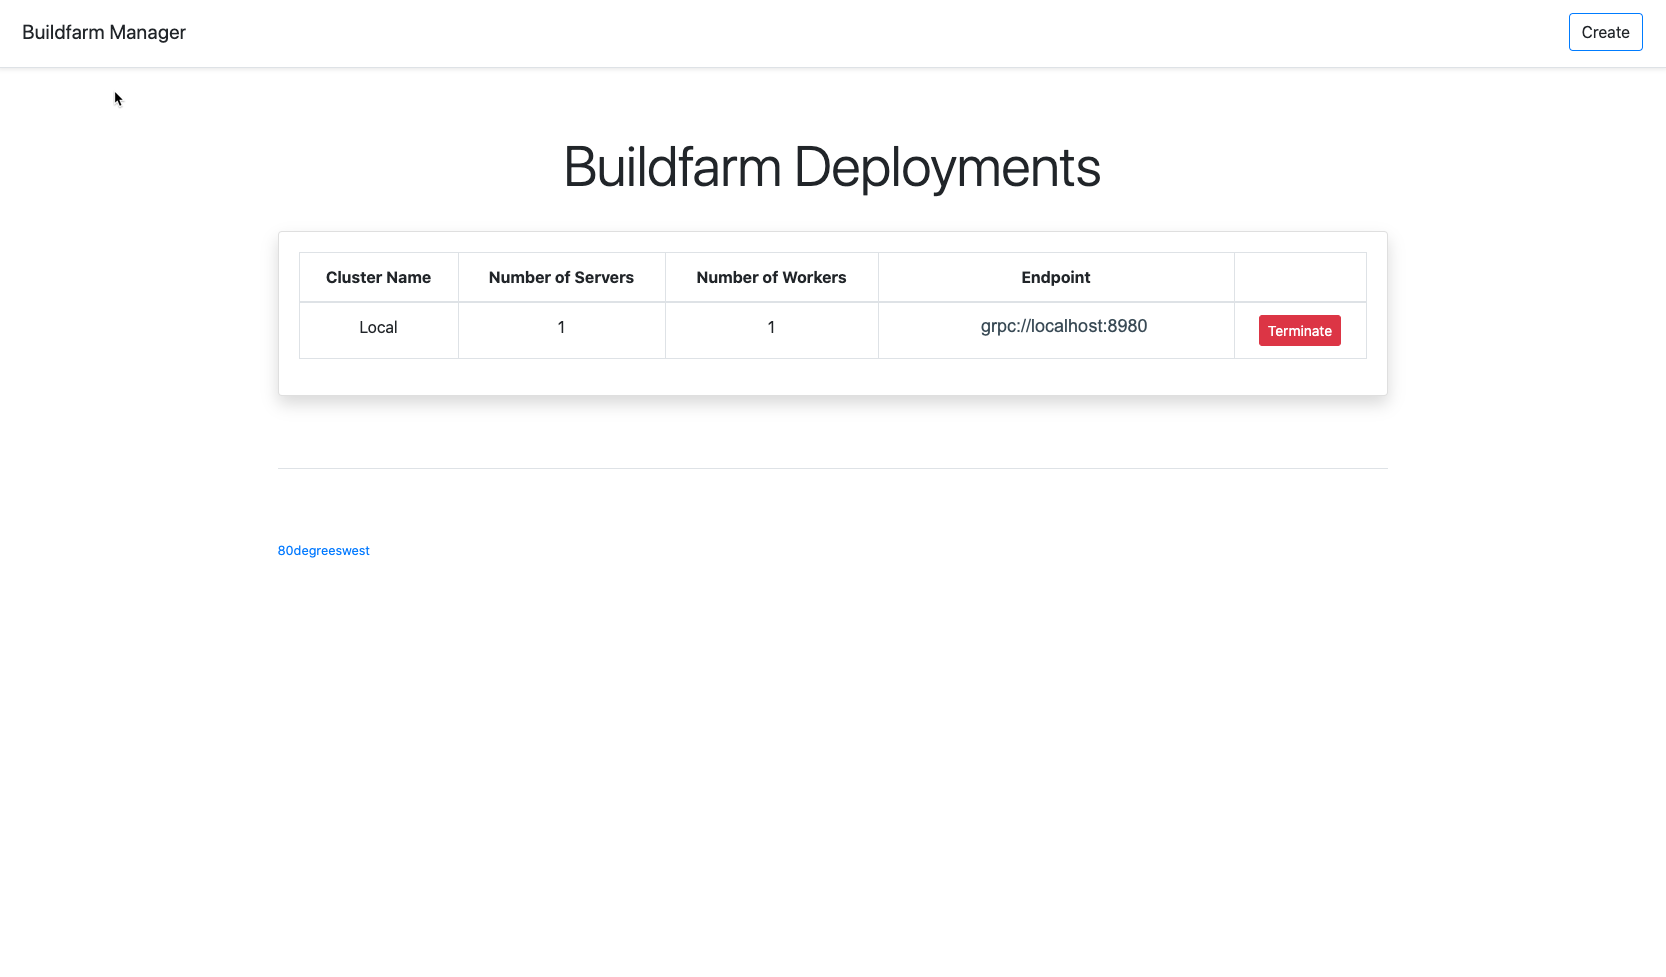 Buildfarm Manager
Create
Buildfarm Deployments
Cluster Name Number of Servers Number of Workers Endpoint
Local 1 1 grpc://localhost:8980 Terminate
80degreeswest